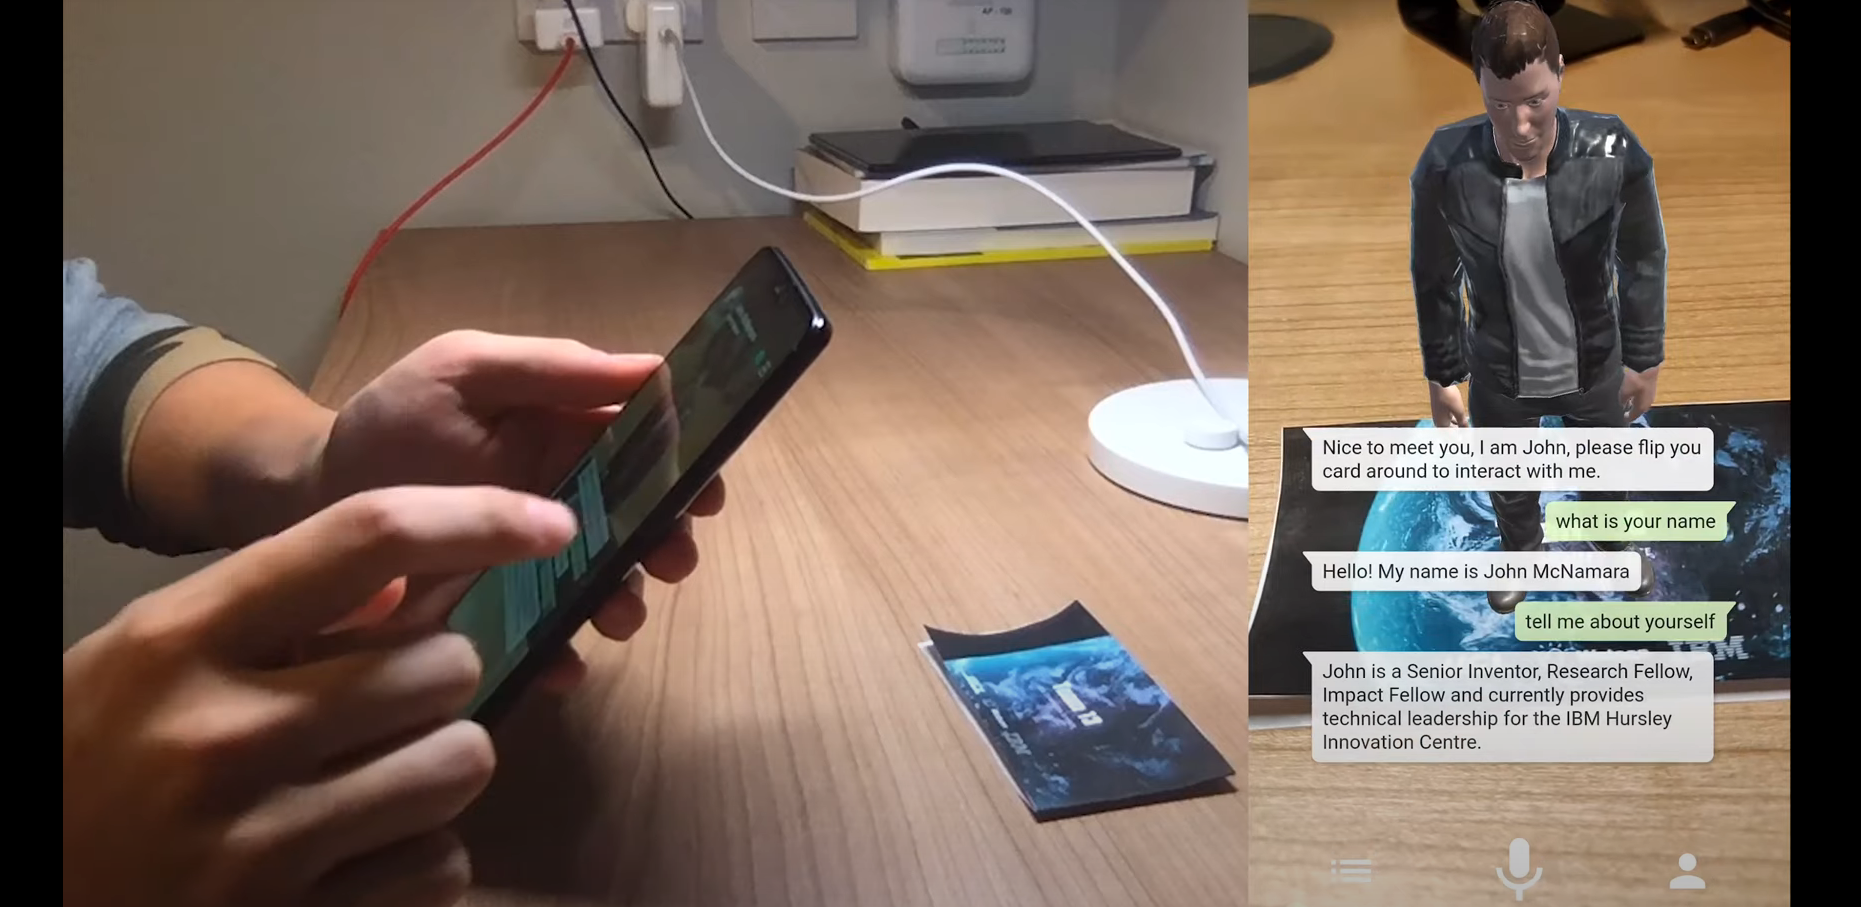 Nice to meet you, I am John, please flip you
card around to interact with me.
what is your name
Hello! My name is John McNamara
tell me about yourself
IBM
John is a Senior Inventor, Research Fellow,
Impact Fellow and currently provides
technical leadership for the IBM Hursley
Innovation Centre.